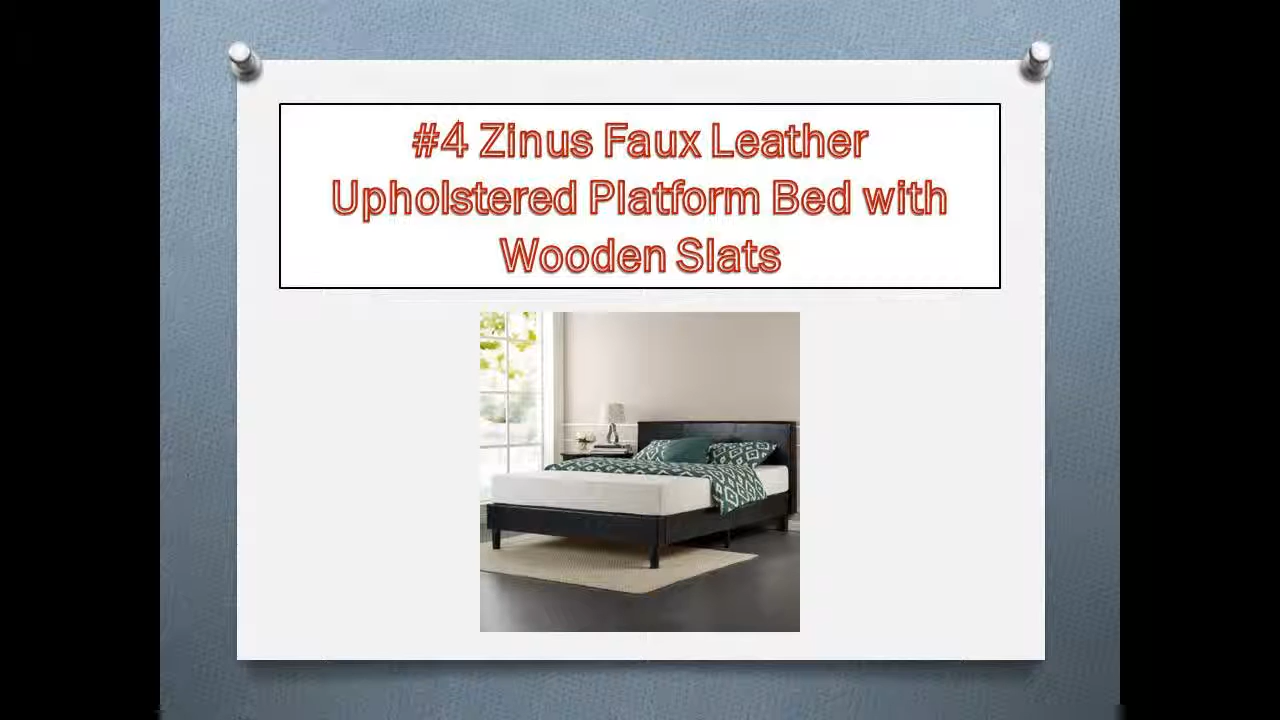 #4 Zinus Faux Leather
Upholstered Platform Bed with
Wooden Slats